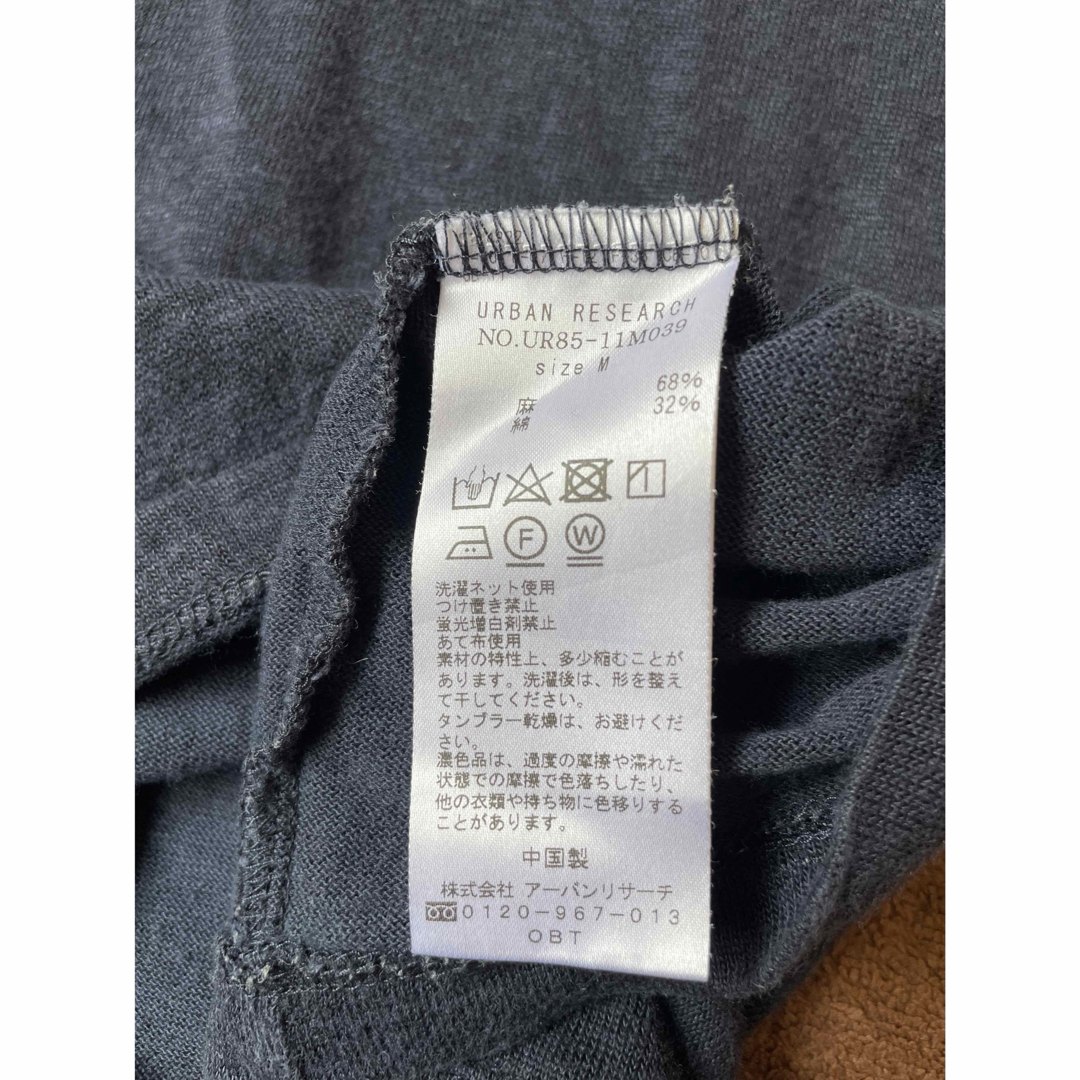 URBAN RESEARCH
NO.UR85-11M039
size M
麻 68%
綿 32%
F W
洗濯ネット使用
つけ置き禁止
蛍光増白剤禁止
あて布使用
素材の特性上、多少縮むことが
あります。洗濯後は、形を整え
て干してください。
タンブラー乾燥は、お避けくだ
さい。
濃色品は、過度の摩擦や濡れた
状態での摩擦で色落ちしたり、
他の衣類や持ち物に色移りする
ことがあります。
中国製
株式会社 アーバンリサーチ
0120-967-013
OBT